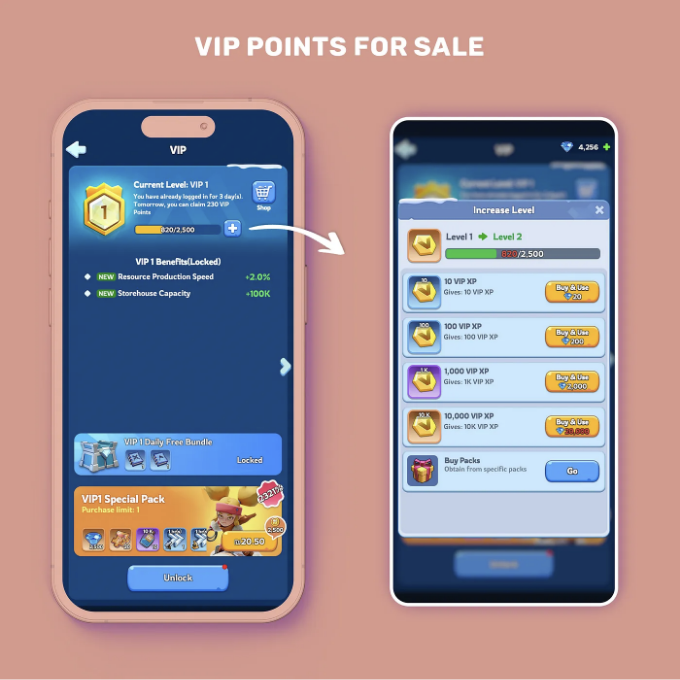 VIP POINTS FOR SALE
VIP
Current Level: VIP 1
You have already logged in for 3 day(s).
Tomorrow, you can claim 230 VIP
Points
1
820/2,500
Shop
VIP 1 Benefits(Locked)
NEW Resource Production Speed +2.0%
NEW Storehouse Capacity +100K
VIP 1 Daily Free Bundle
Locked
VIP1 Special Pack
Purchase limit: 1
2321%
2,500
20.50
Unlock
4,256
Increase Level
Level 1 Level 2
820/2,500
10
10 VIP XP
Gives: 10 VIP XP
Buy & Use
20
100
100 VIP XP
Gives: 100 VIP XP
Buy & Use
200
1K
1,000 VIP XP
Gives: 1K VIP XP
Buy & Use
2,000
10K
10,000 VIP XP
Gives: 10K VIP XP
Buy & Use
20,000
Buy Packs
Obtain from specific packs
Go